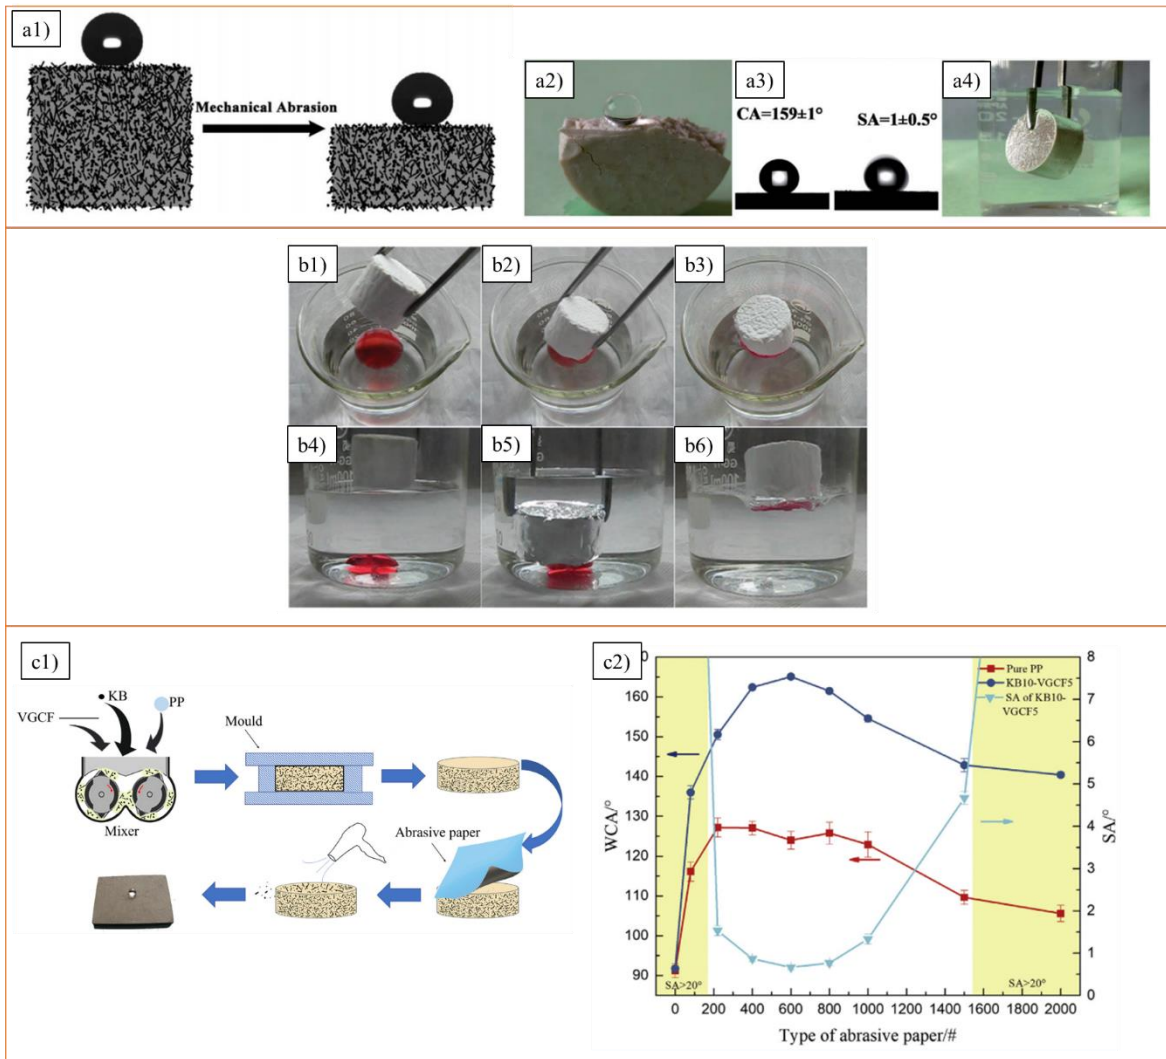 a1)
Mechanical Abrasion
a2)
a3)
CA=159±1°
SA=1±0.5°
a4)
b1)
b2)
b3)
b4)
b5)
b6)
c1)
KB
PP
VGCF
Mould
Mixer
Abrasive paper
c2)
Pure PP
KB10-VGCF5
SA of KB10-
VGCF5
WCA/°
160
150
140
130
120
110
100
90
8
7
6
5
4
3
2
1
0
SA/°
SA>20°
SA>20°
0 200 400 600 800 1000 1200 1400 1600 1800 2000
Type of abrasive paper/#